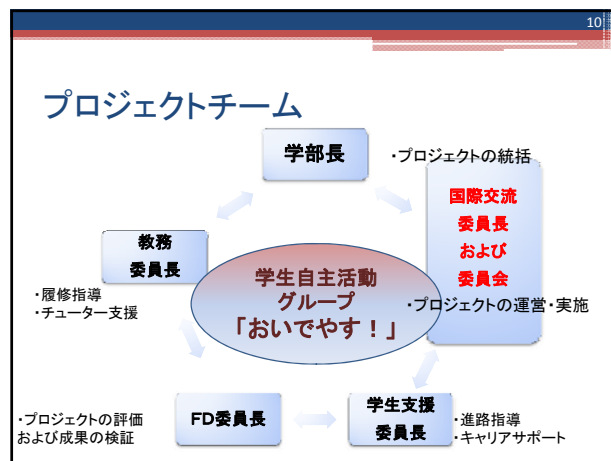 10
プロジェクトチーム
学部長
・プロジェクトの統括
国際交流
委員長
および
委員会
・プロジェクトの運営・実施
教務
委員長
・履修指導
・チューター支援
学生自主活動
グループ
「おいでやす！」
・プロジェクトの評価
および成果の検証
ＦＤ委員長
学生支援
委員長
・進路指導
・キャリアサポート